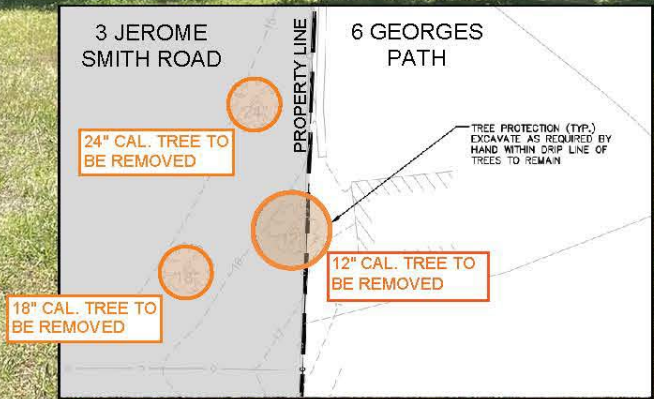 3 JEROME
SMITH ROAD
PROPERTY LINE
6 GEORGES
PATH
24"
24" CAL. TREE TO
BE REMOVED
TREE PROTECTION (TYP.)
EXCAVATE AS REQUIRED BY
HAND WITHIN DRIP LINE OF
TREES TO REMAIN
12" CAL. TREE TO
BE REMOVED
18" CAL. TREE TO
BE REMOVED